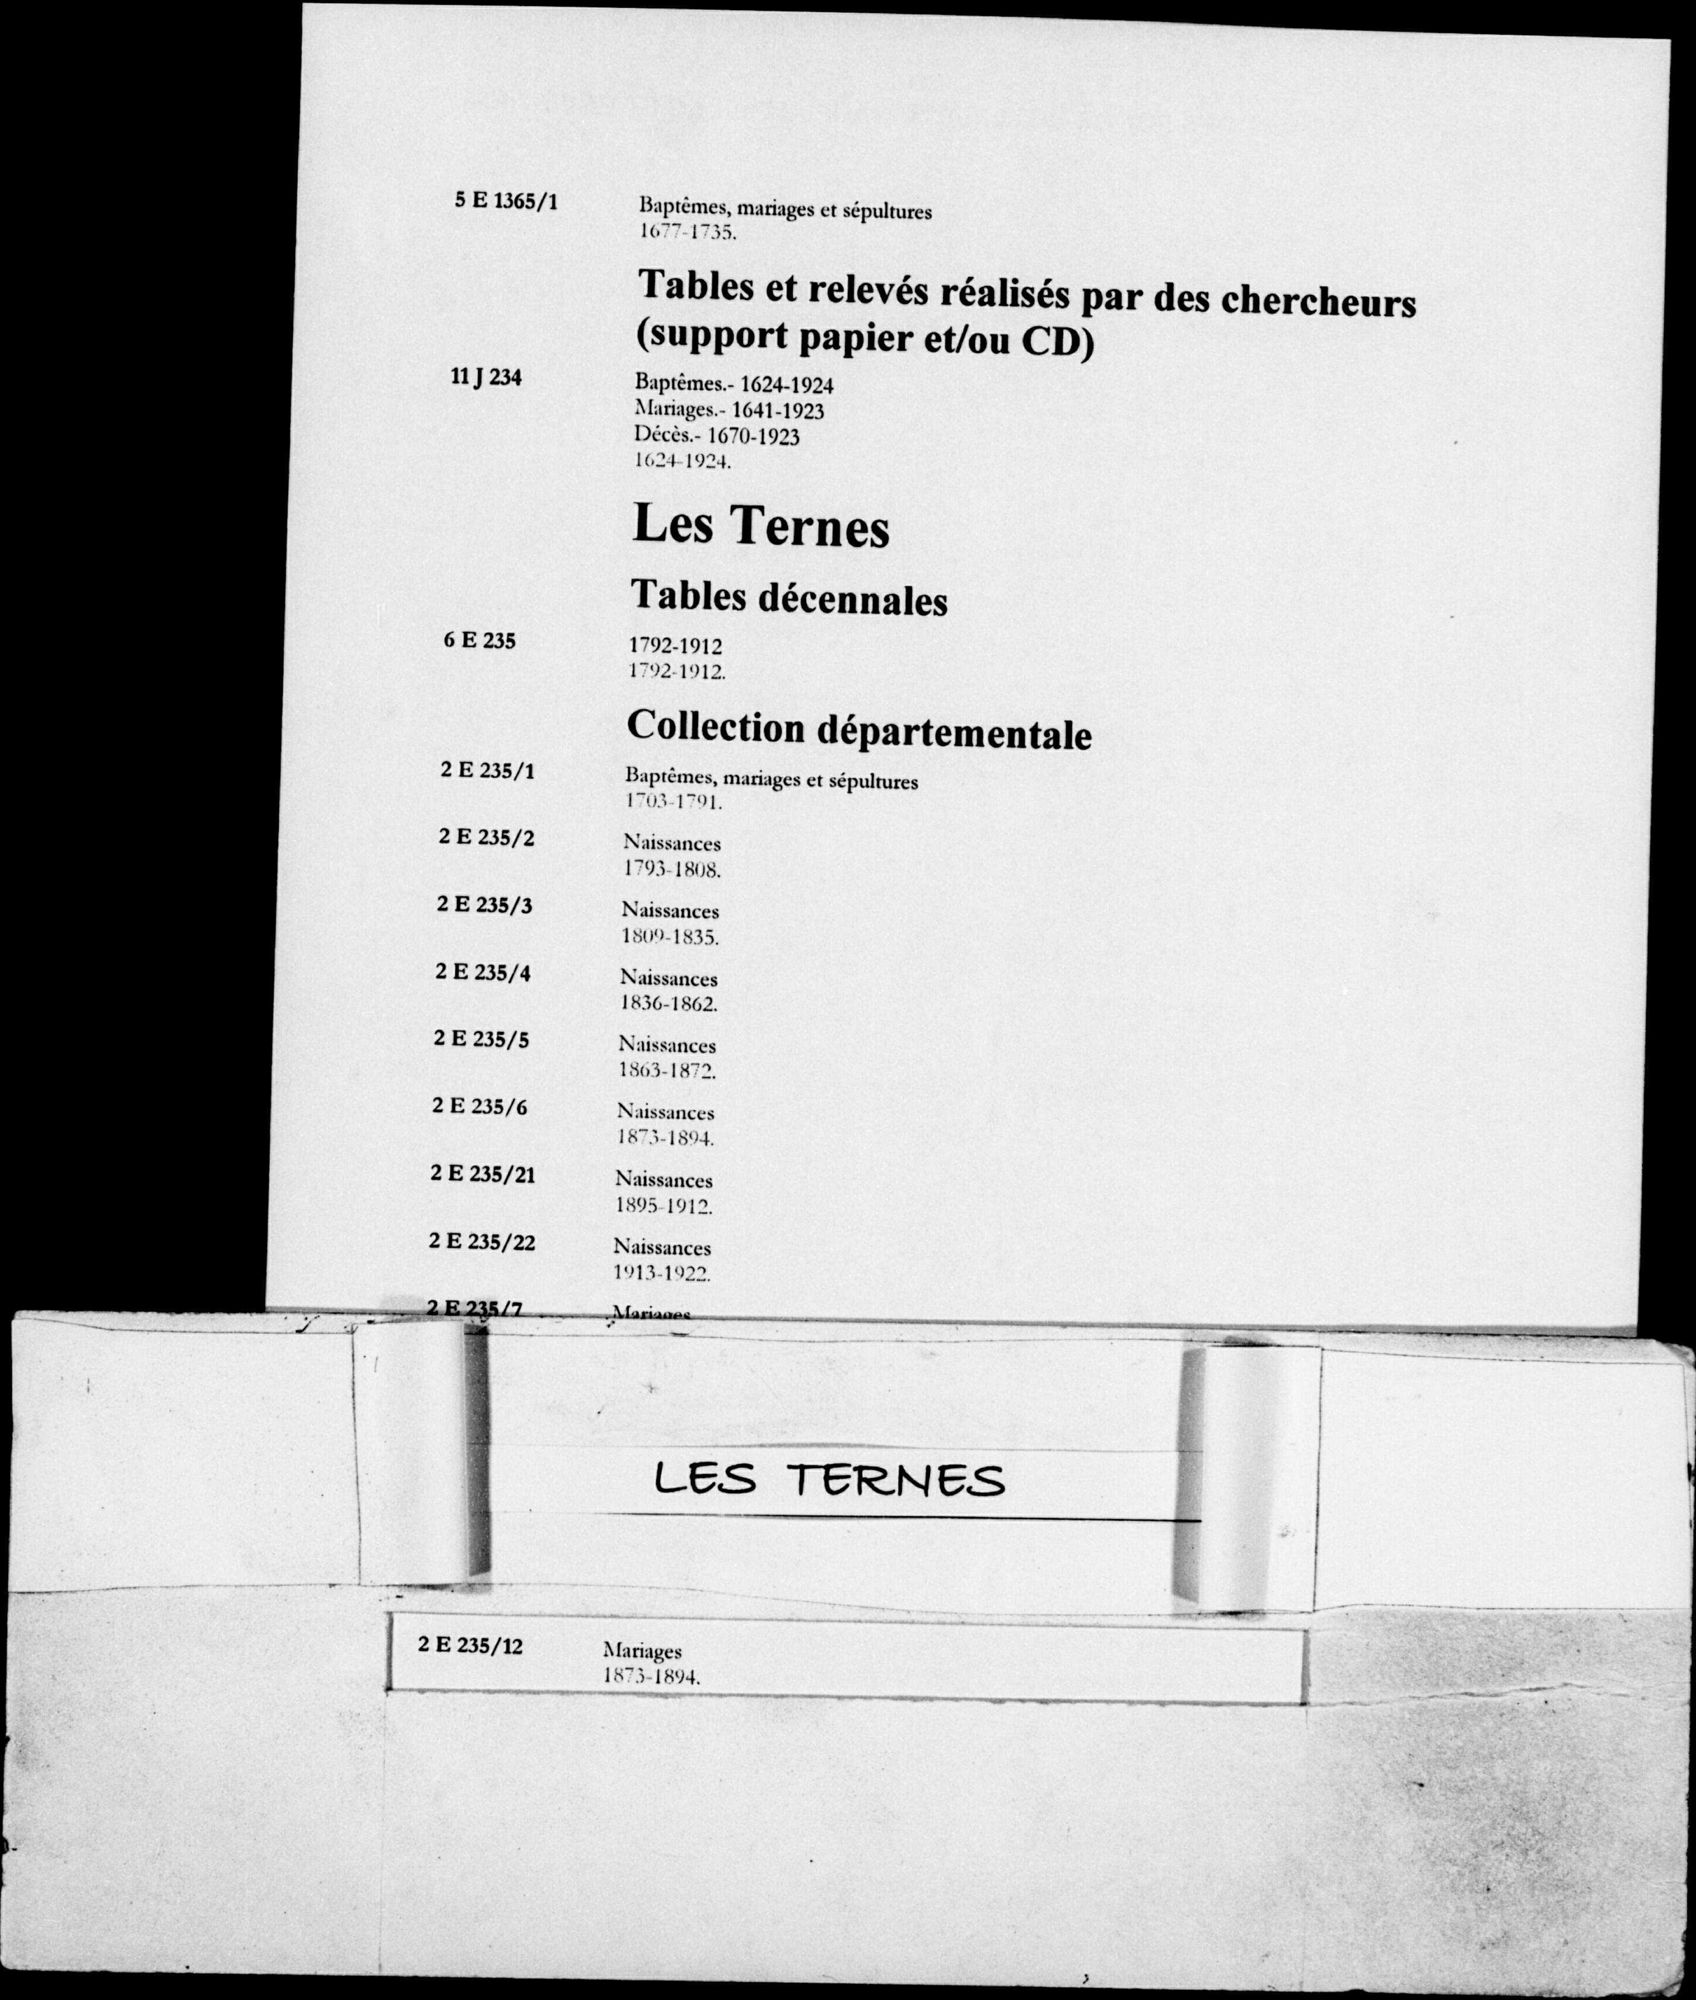 5 E 1365/1 Baptêmes, mariages et sépultures
1677-1735.
Tables et relevés réalisés par des chercheurs
(support papier et/ou CD)
11 J 234 Baptêmes.- 1624-1924
Mariages.- 1641-1923
Décès.- 1670-1923
1624-1924.
Les Ternes
Tables décennales
6 E 235 1792-1912
1792-1912.
Collection départementale
2 E 235/1 Baptêmes, mariages et sépultures
1703-1791.
2 E 235/2 Naissances
1793-1808.
2 E 235/3 Naissances
1809-1835.
2 E 235/4 Naissances
1836-1862.
2 E 235/5 Naissances
1863-1872.
2 E 235/6 Naissances
1873-1894.
2 E 235/21 Naissances
1895-1912.
2 E 235/22 Naissances
1913-1922.
2 E 235/7 Mariages
LES TERNES
2 E 235/12 Mariages
1873-1894.